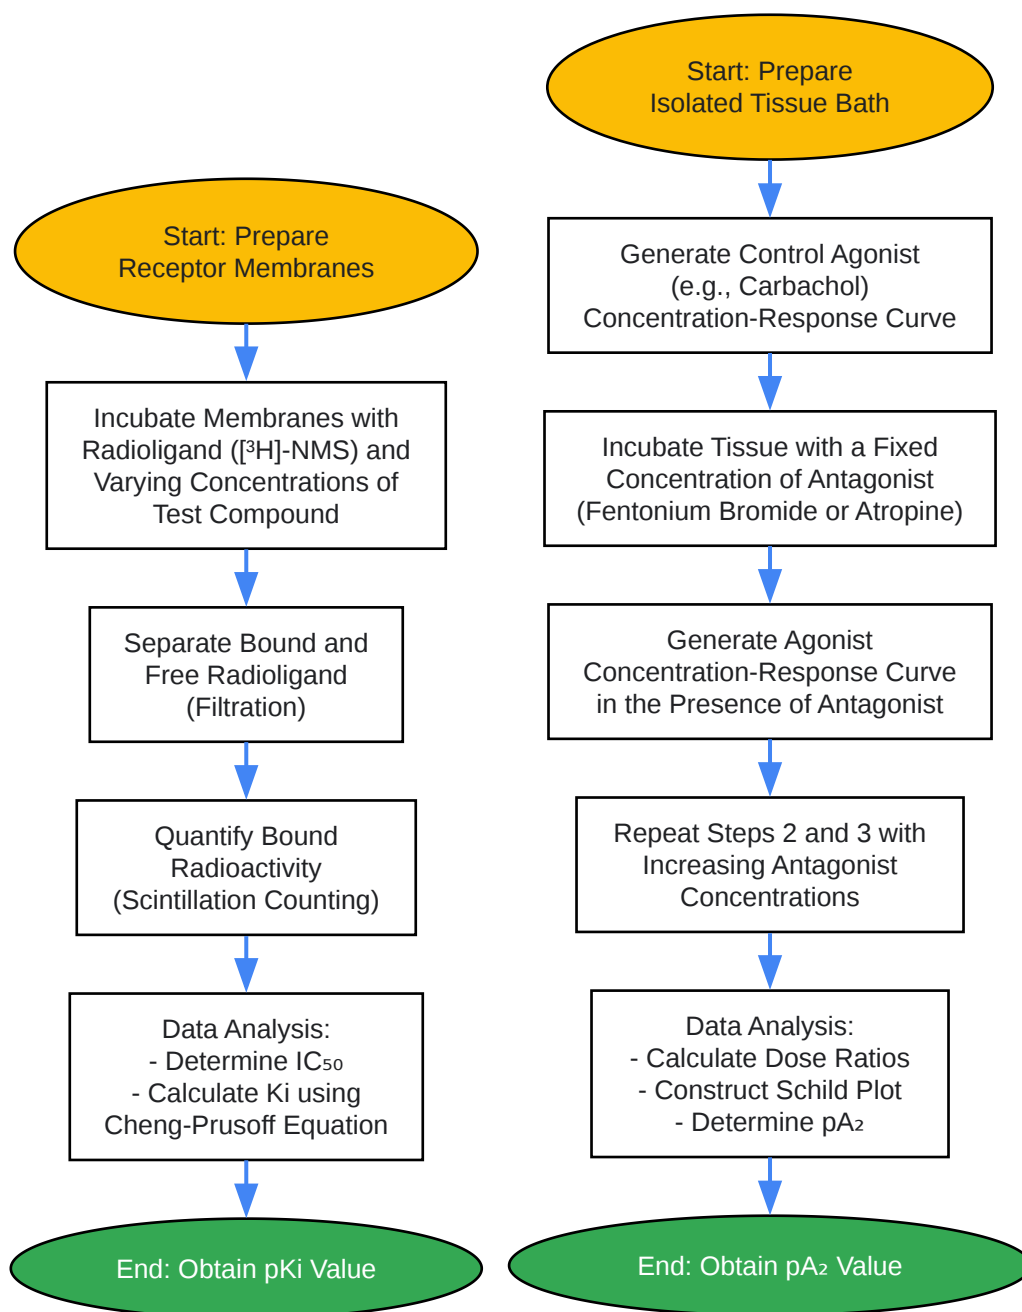 Start: Prepare
Receptor Membranes
Incubate Membranes with
Radioligand ([³H]-NMS) and
Varying Concentrations of
Test Compound
Separate Bound and
Free Radioligand
(Filtration)
Quantify Bound
Radioactivity
(Scintillation Counting)
Data Analysis:
- Determine IC₅₀
- Calculate Ki using
Cheng-Prusoff Equation
End: Obtain pKi Value
Start: Prepare
Isolated Tissue Bath
Generate Control Agonist
(e.g., Carbachol)
Concentration-Response Curve
Incubate Tissue with a Fixed
Concentration of Antagonist
(Fentonium Bromide or Atropine)
Generate Agonist
Concentration-Response Curve
in the Presence of Antagonist
Repeat Steps 2 and 3 with
Increasing Antagonist
Concentrations
Data Analysis:
- Calculate Dose Ratios
- Construct Schild Plot
- Determine pA₂
End: Obtain pA₂ Value